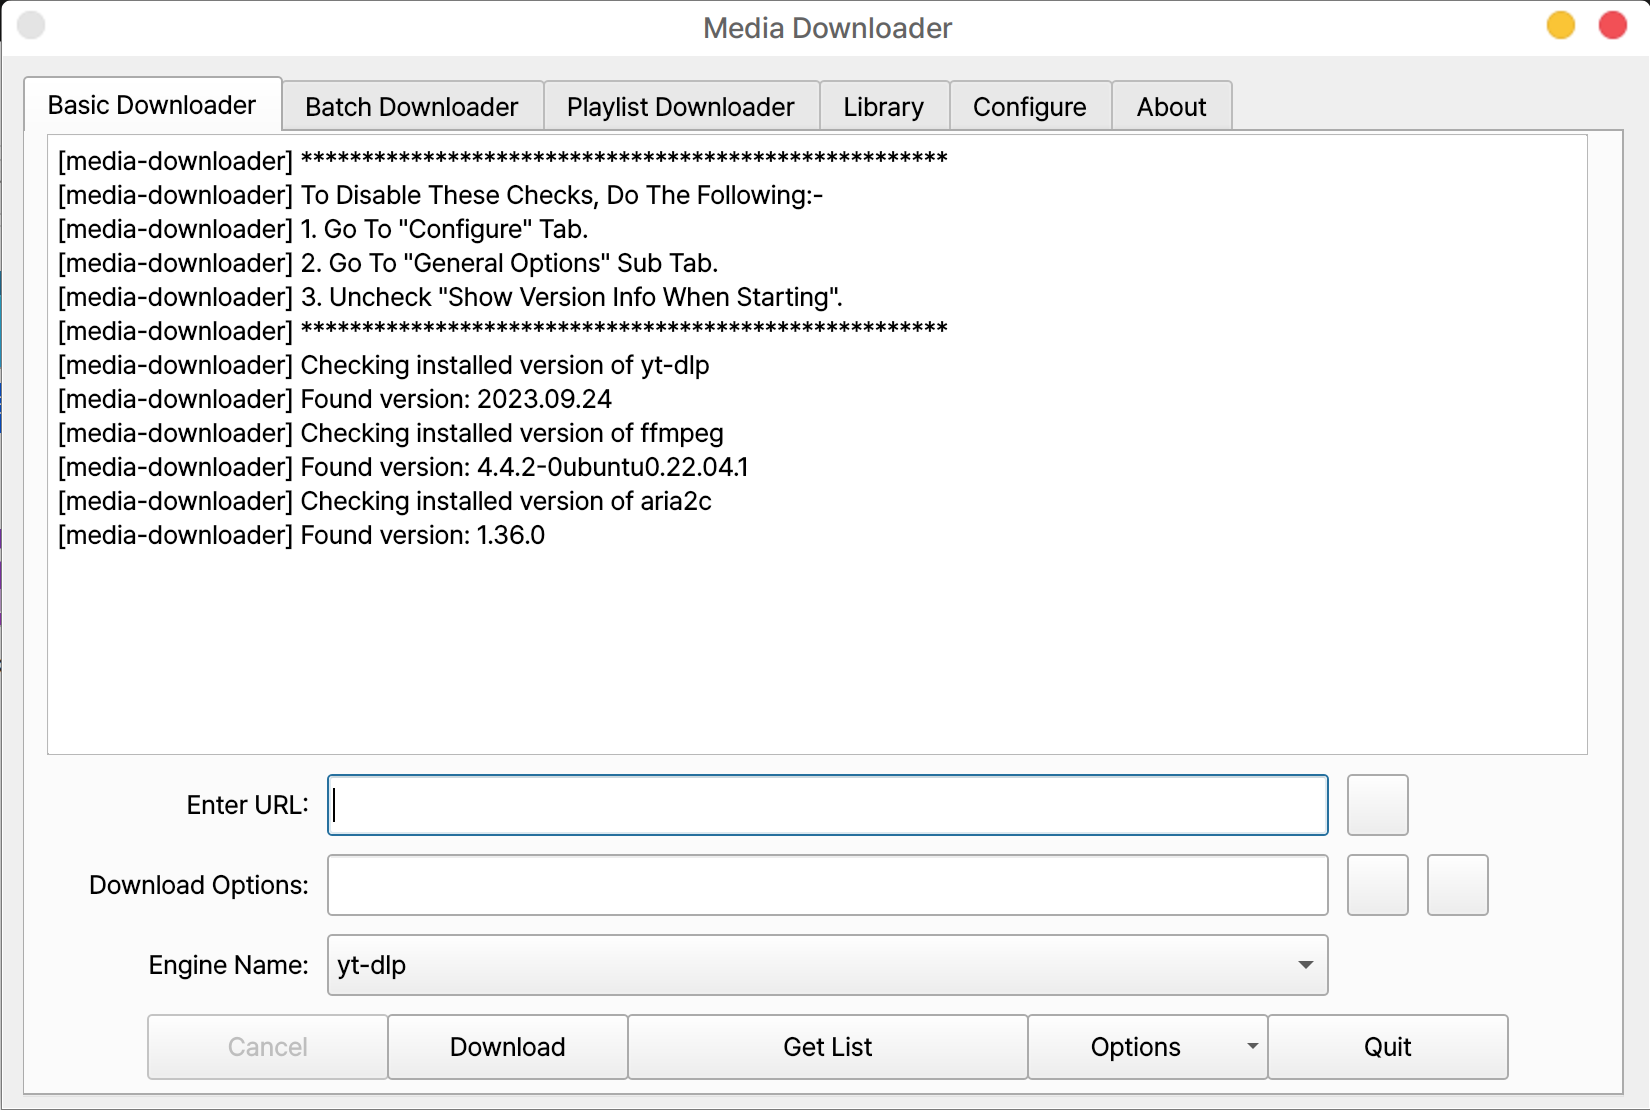 Media Downloader
Basic Downloader Batch Downloader Playlist Downloader Library Configure About
[media-downloader] *****************************************************
[media-downloader] To Disable These Checks, Do The Following:-
[media-downloader] 1. Go To "Configure" Tab.
[media-downloader] 2. Go To "General Options" Sub Tab.
[media-downloader] 3. Uncheck "Show Version Info When Starting".
[media-downloader] *****************************************************
[media-downloader] Checking installed version of yt-dlp
[media-downloader] Found version: 2023.09.24
[media-downloader] Checking installed version of ffmpeg
[media-downloader] Found version: 4.4.2-0ubuntu0.22.04.1
[media-downloader] Checking installed version of aria2c
[media-downloader] Found version: 1.36.0
Enter URL:
Download Options:
Engine Name: yt-dlp
Cancel Download Get List Options Quit